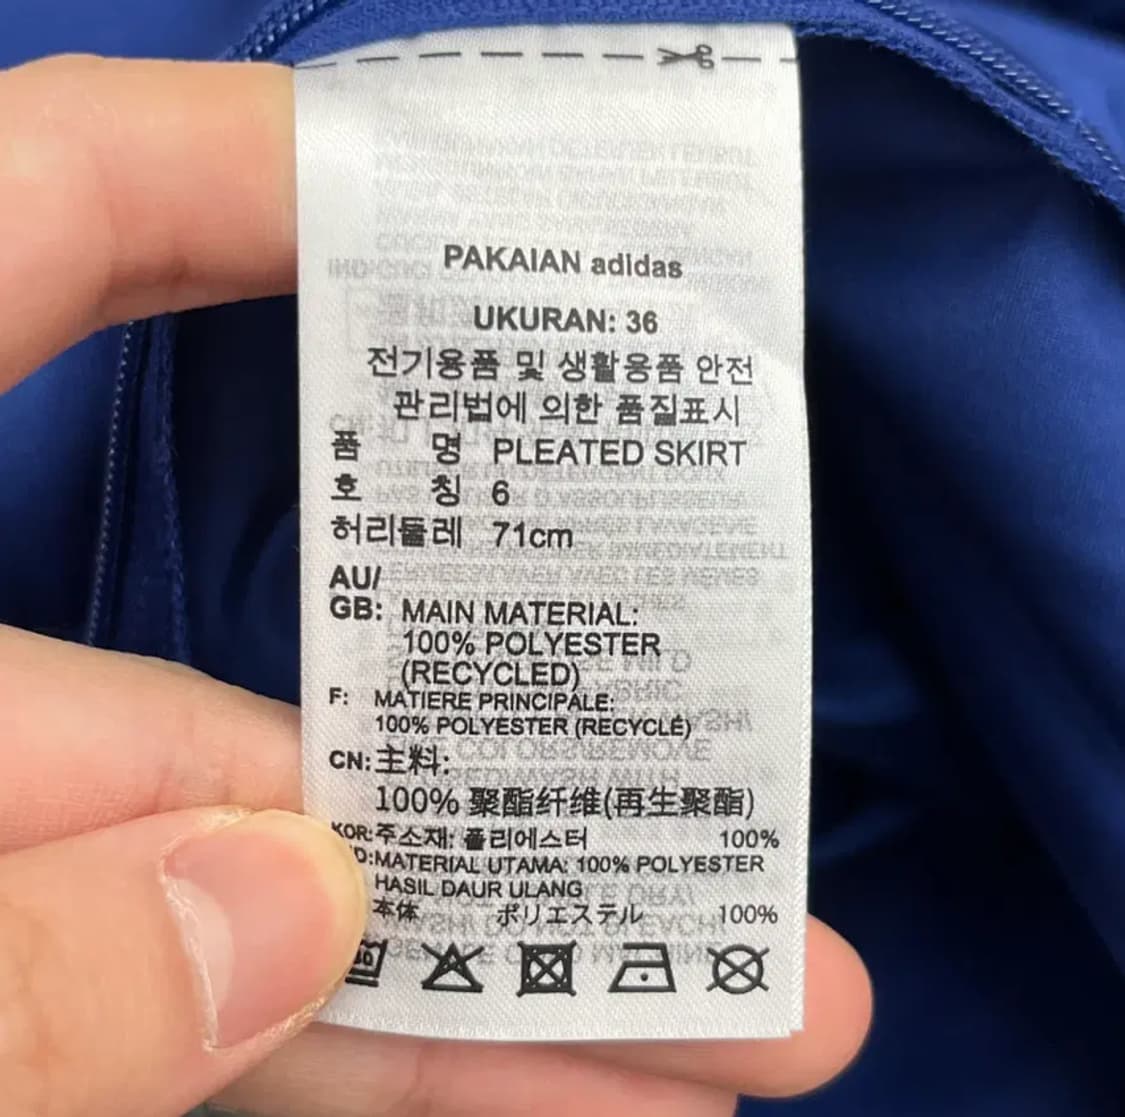 PAKAIAN adidas
UKURAN: 36
전기용품 및 생활용품 안전
관리법에 의한 품질표시
품 명 PLEATED SKIRT
호 칭 6
허리둘레 71cm
AU/
GB: MAIN MATERIAL:
100% POLYESTER
(RECYCLED)
F: MATIERE PRINCIPALE:
100% POLYESTER (RECYCLÉ)
CN: 主料:
100% 聚酯纤维(再生聚酯)
KOR: 주소재: 폴리에스터 100%
D: MATERIAL UTAMA: 100% POLYESTER
HASIL DAUR ULANG
本体 ポリエステル 100%